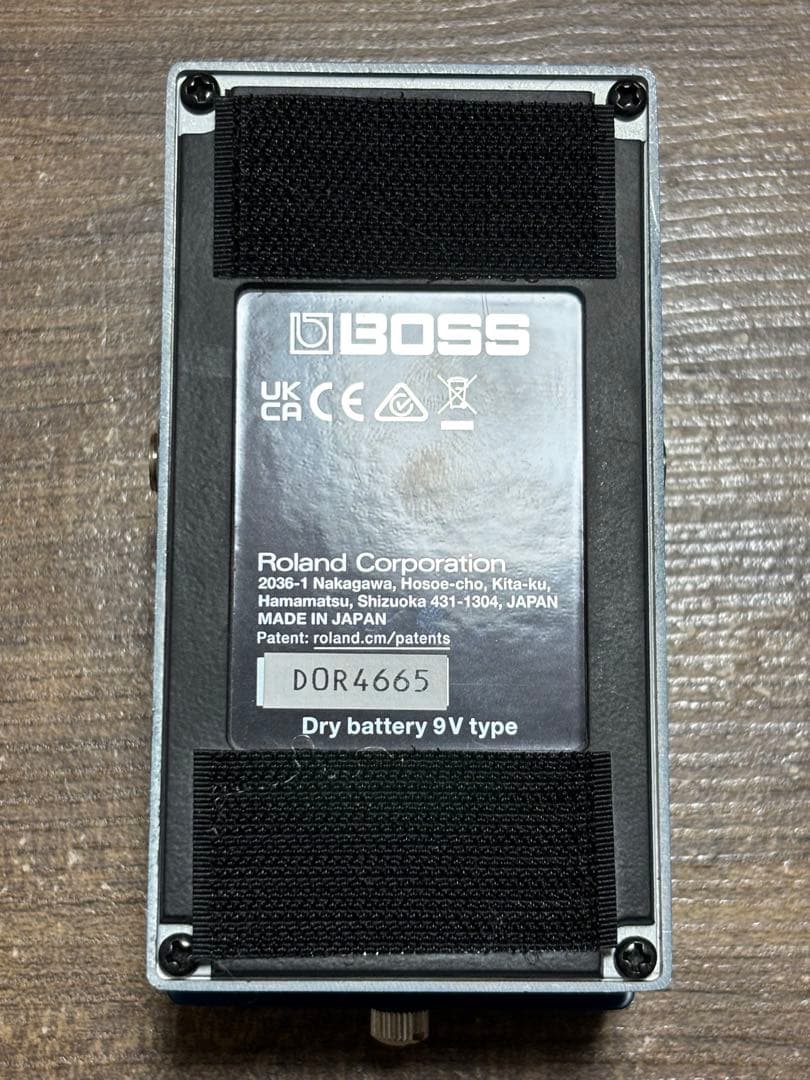 BOSS
UK
CA CE
Roland Corporation
2036-1 Nakagawa, Hosoe-cho, Kita-ku,
Hamamatsu, Shizuoka 431-1304, JAPAN
MADE IN JAPAN
Patent: roland.cm/patents
D0R4665
Dry battery 9V type